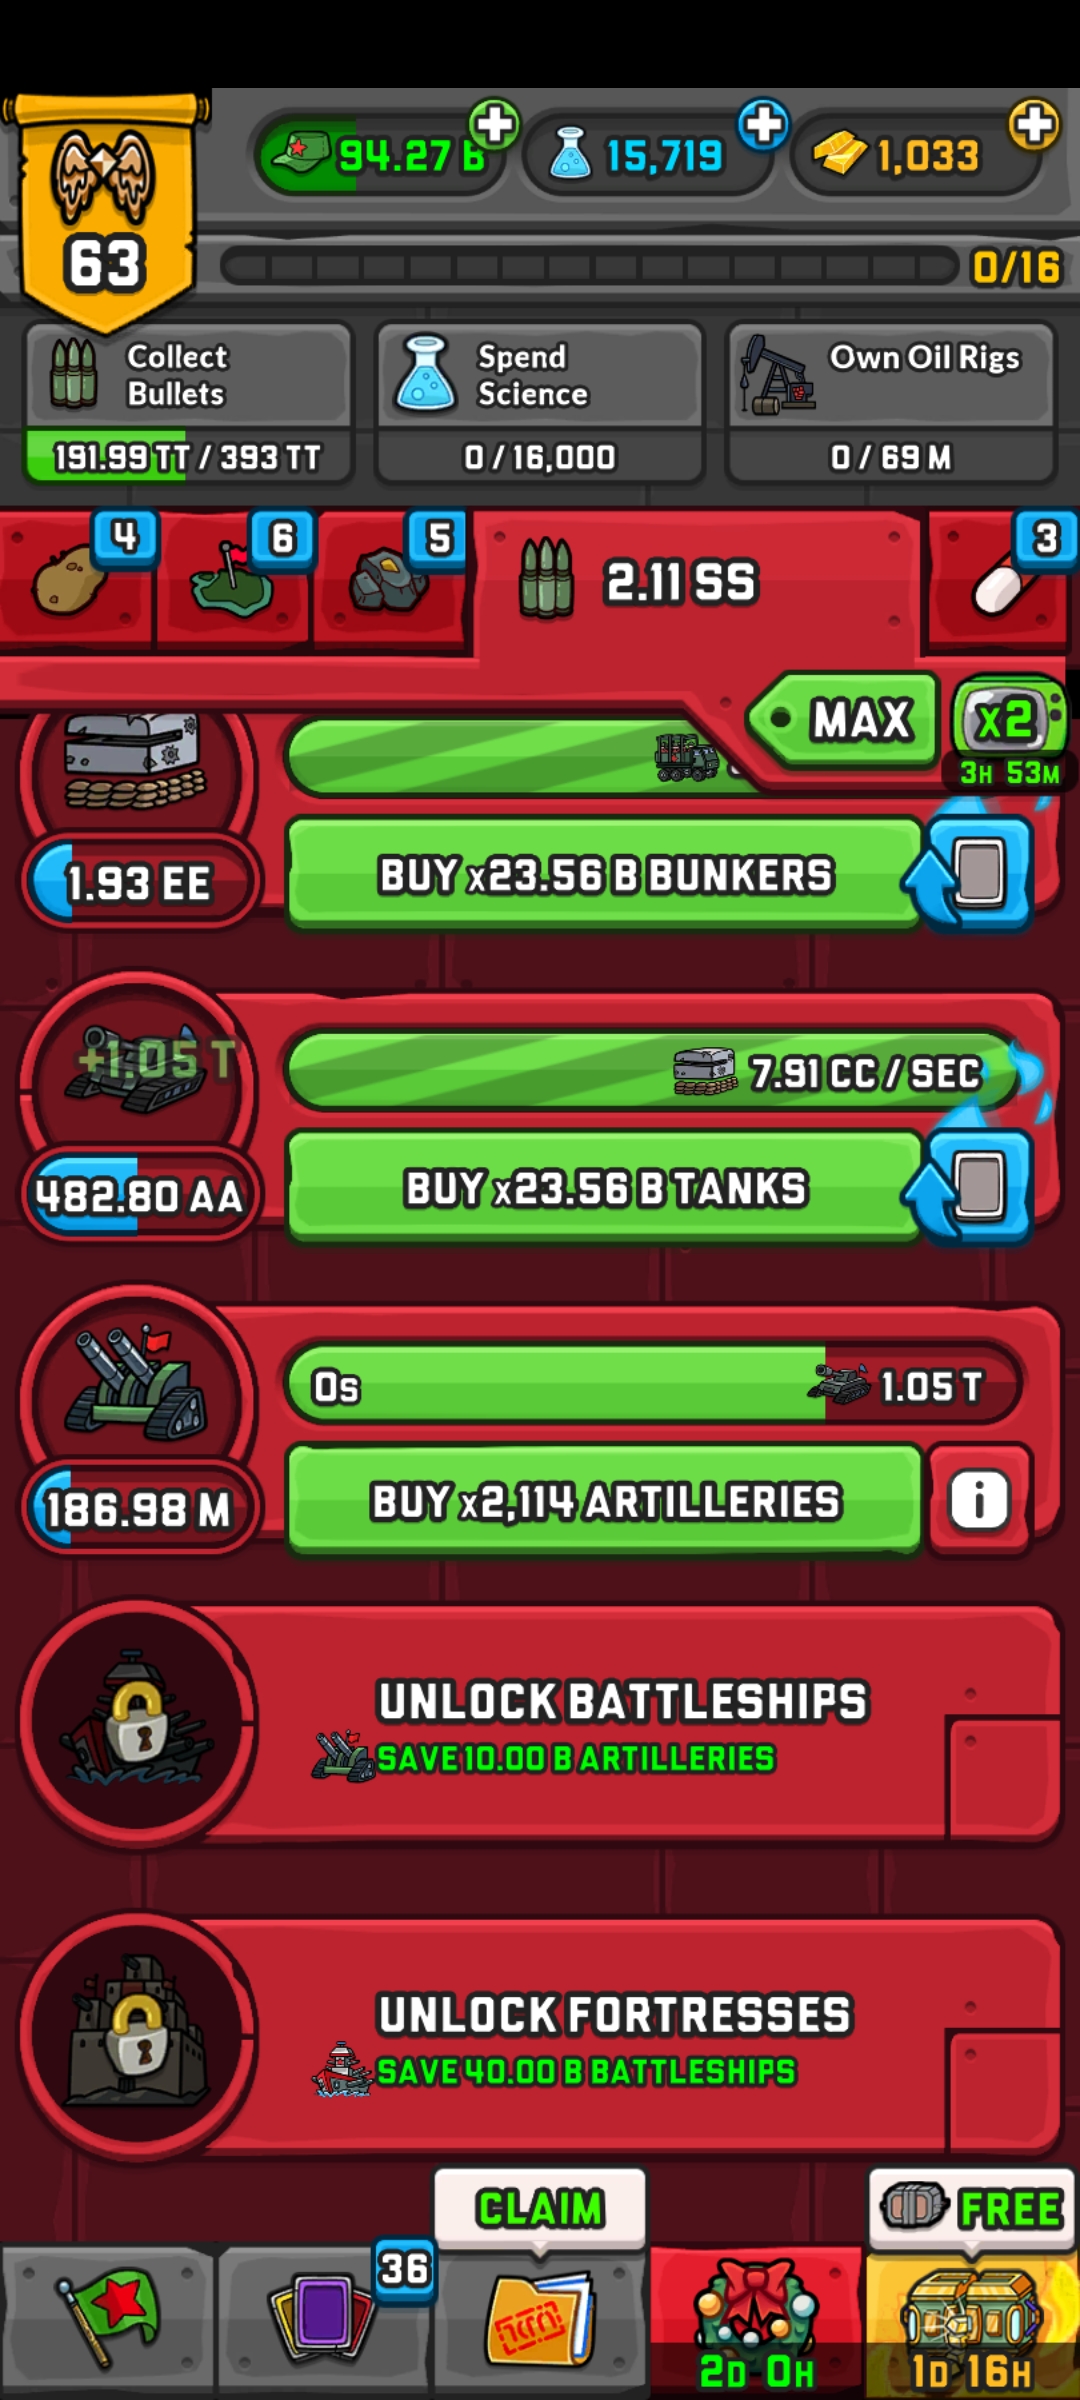 94.27 B
15,719
1,033
63
0/16
Collect
Bullets
Spend
Science
Own Oil Rigs
191.99 TT / 393 TT
0 / 16,000
0 / 69 M
4
6
5
2.11 SS
3
MAX
x2
3H 53M
1.93 EE
BUY x23.56 B BUNKERS
+1.05 T
7.91 CC / SEC
482.80 AA
BUY x23.56 B TANKS
0s
1.05 T
186.98 M
BUY x2,114 ARTILLERIES
i
UNLOCK BATTLESHIPS
SAVE 10.00 B ARTILLERIES
UNLOCK FORTRESSES
SAVE 40.00 B BATTLESHIPS
CLAIM
FREE
36
2D 0H
1D 16H